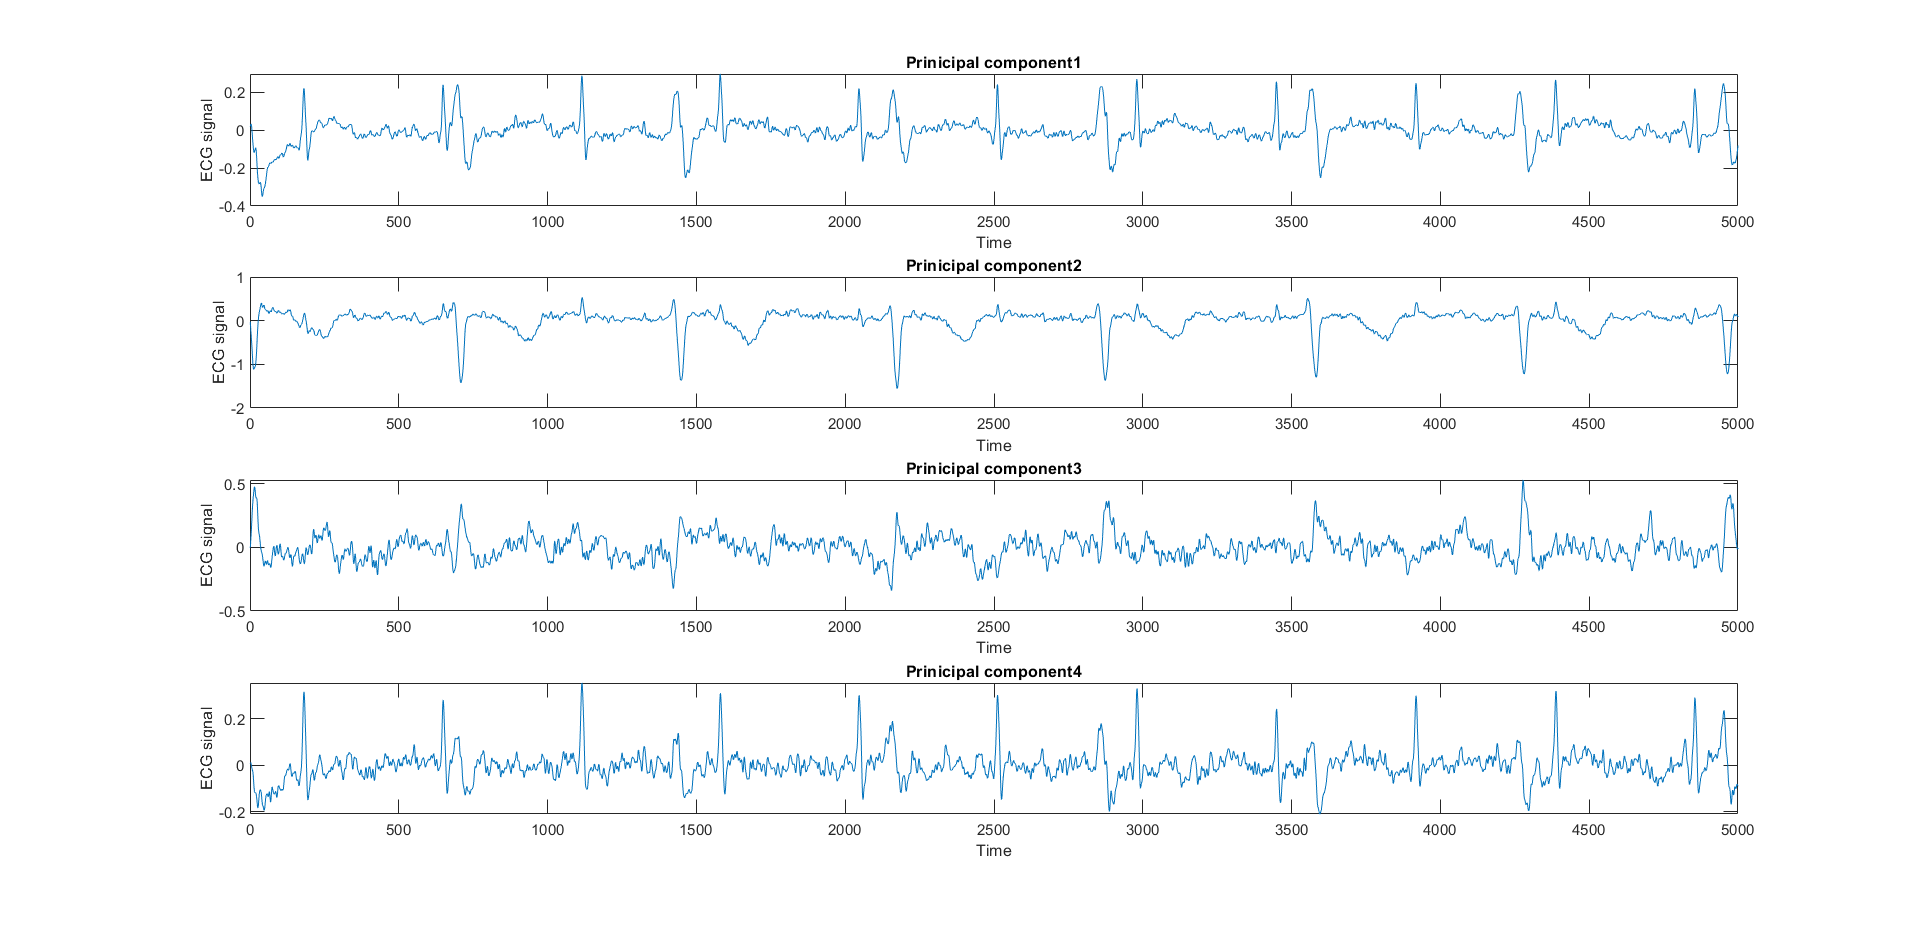 Prinicipal component1
0.2
0
-0.2
-0.4
ECG signal
0 500 1000 1500 2000 2500 3000 3500 4000 4500 5000
Time
Prinicipal component2
1
0
-1
-2
ECG signal
0 500 1000 1500 2000 2500 3000 3500 4000 4500 5000
Time
Prinicipal component3
0.5
0
-0.5
ECG signal
0 500 1000 1500 2000 2500 3000 3500 4000 4500 5000
Time
Prinicipal component4
0.2
0
-0.2
ECG signal
0 500 1000 1500 2000 2500 3000 3500 4000 4500 5000
Time